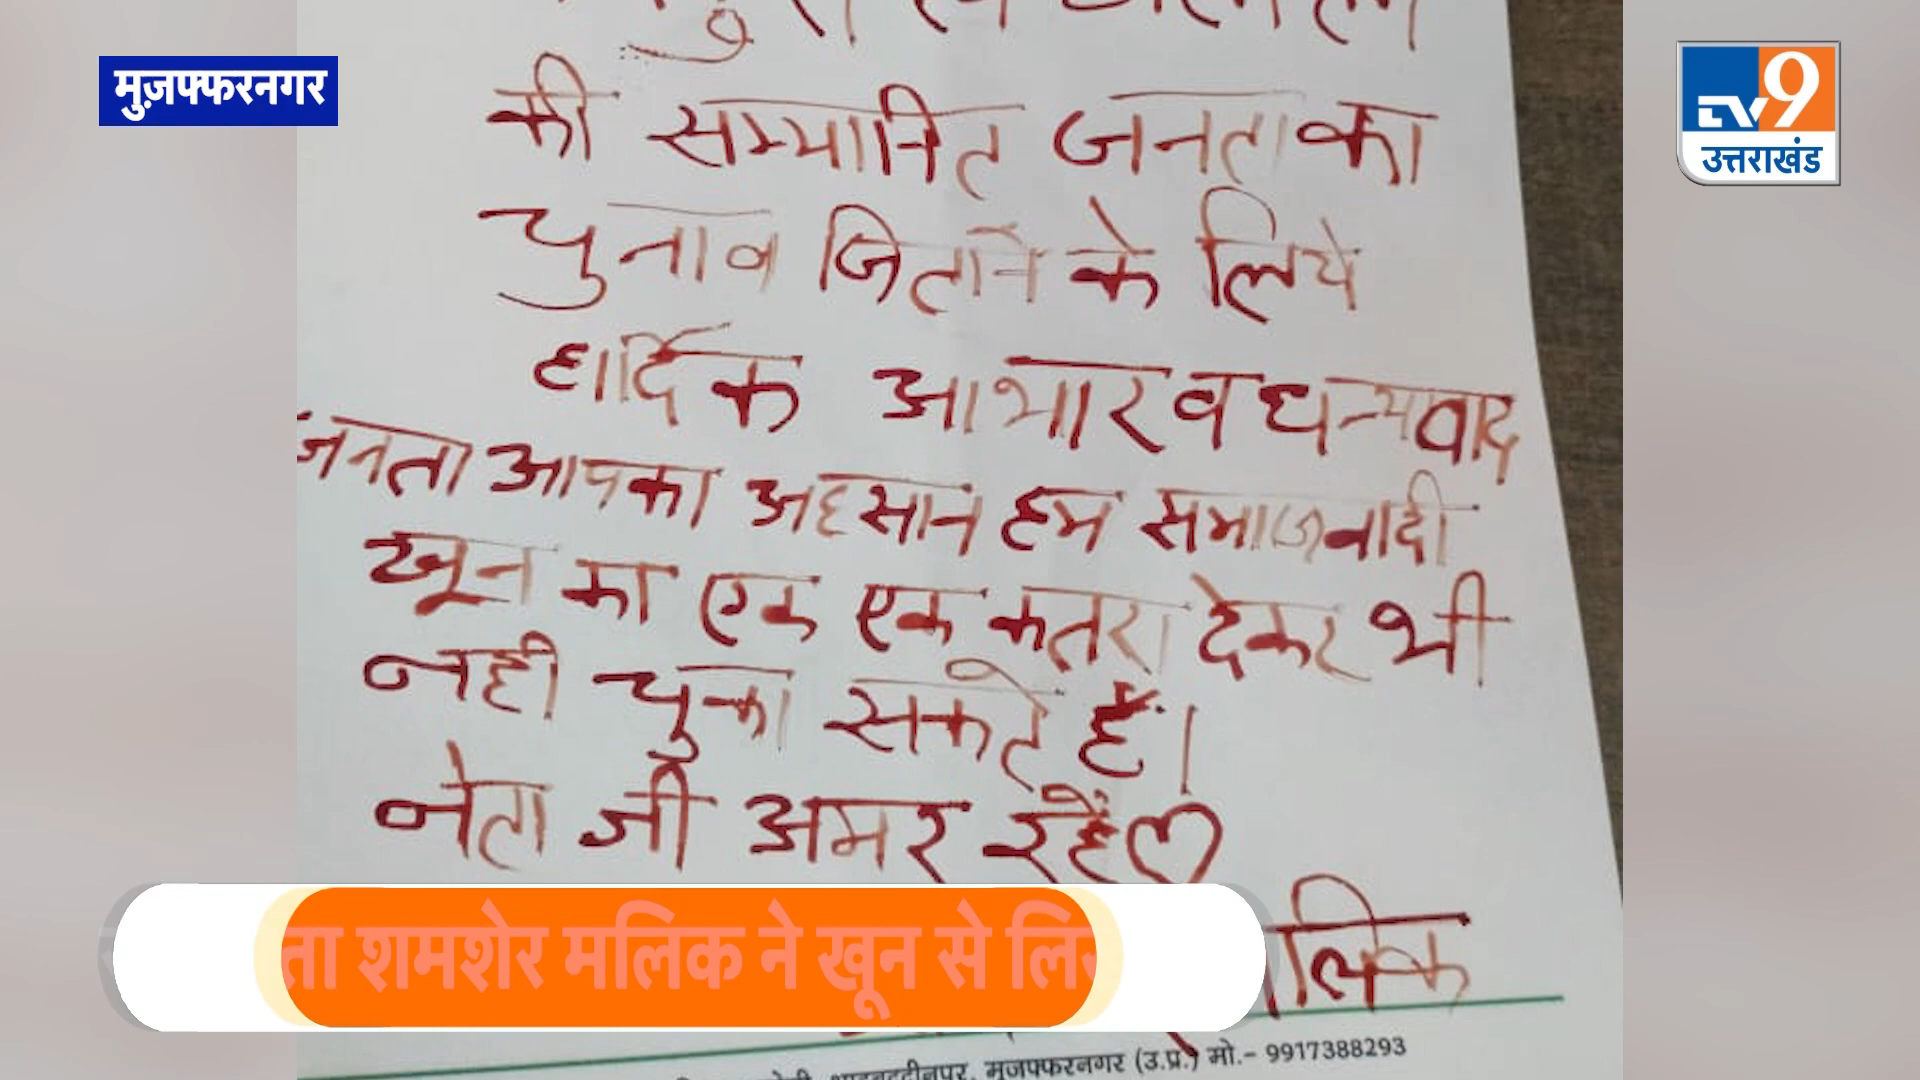 मुज़फ्फरनगर
TV9
उत्तराखंड
की सम्मानित जनता का
चुनाव जिताने के लिये
हार्दिक आभार व धन्यवाद
जनता आपका अहसान हम समाजवादी
खून का एक एक कतरा देकर भी
नही चुका सकते हैं।
नेता जी अमर रहें
शमशेर मलिक ने खून से
लिक
मुजफ्फरनगर (उ.प्र.) मो.- 9917388293